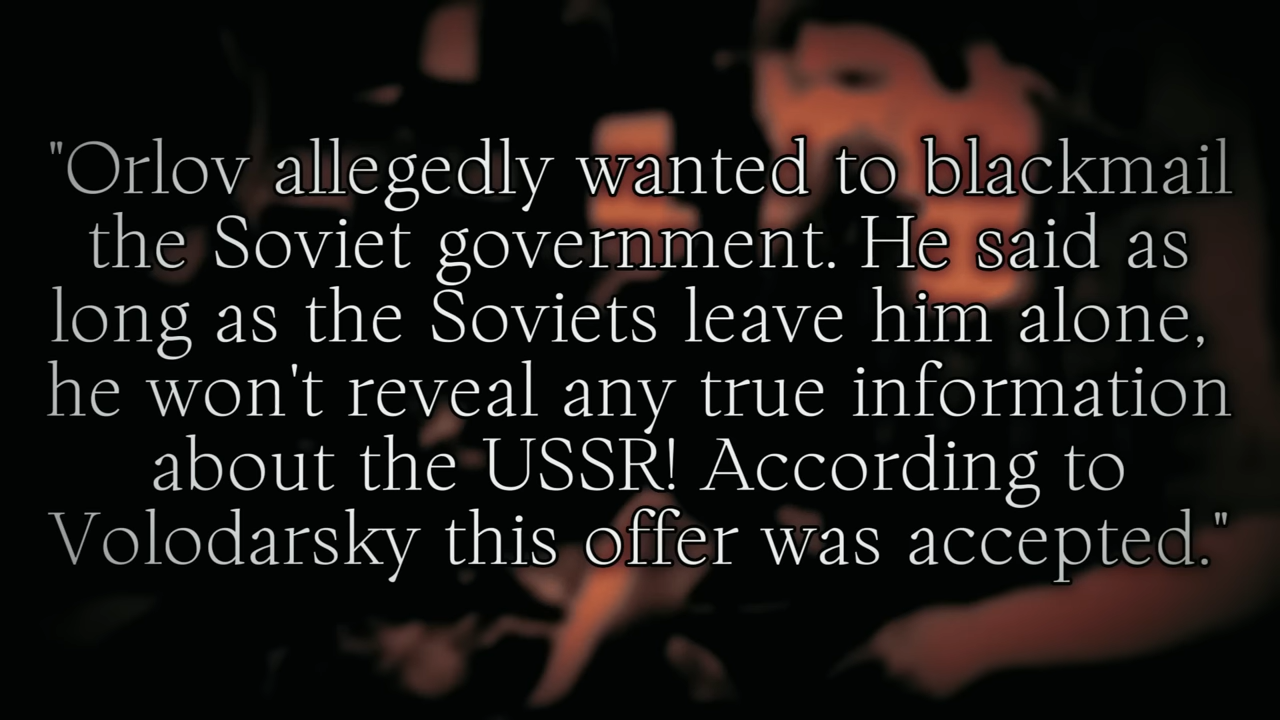 "Orlov allegedly wanted to blackmail
the Soviet government. He said as
long as the Soviets leave him alone,
he won't reveal any true information
about the USSR! According to
Volodarsky this offer was accepted."